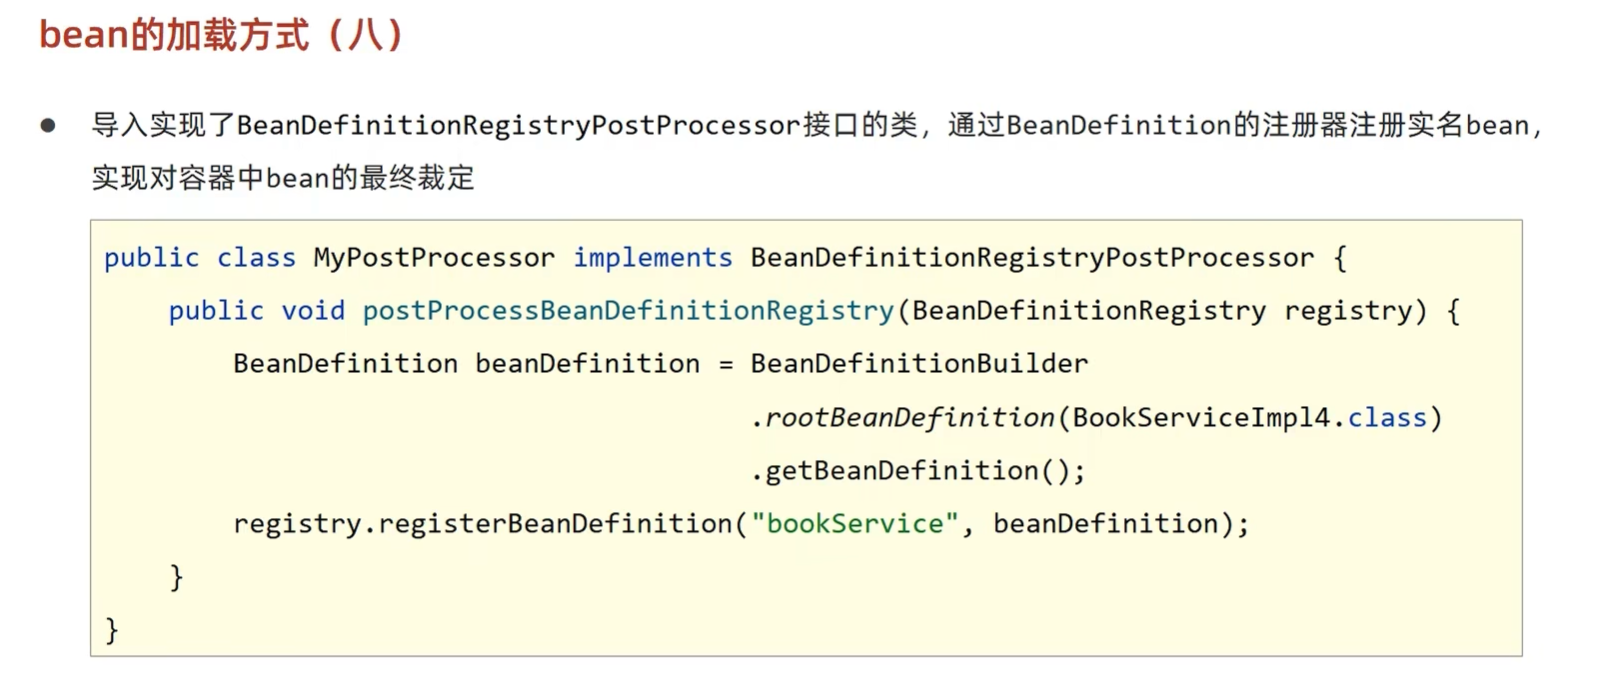 bean的加载方式（八）
● 导入实现了BeanDefinitionRegistryPostProcessor接口的类，通过BeanDefinition的注册器注册实名bean，
实现对容器中bean的最终裁定
public class MyPostProcessor implements BeanDefinitionRegistryPostProcessor {
    public void postProcessBeanDefinitionRegistry(BeanDefinitionRegistry registry) {
        BeanDefinition beanDefinition = BeanDefinitionBuilder
                                        .rootBeanDefinition(BookServiceImpl4.class)
                                        .getBeanDefinition();
        registry.registerBeanDefinition("bookService", beanDefinition);
    }
}